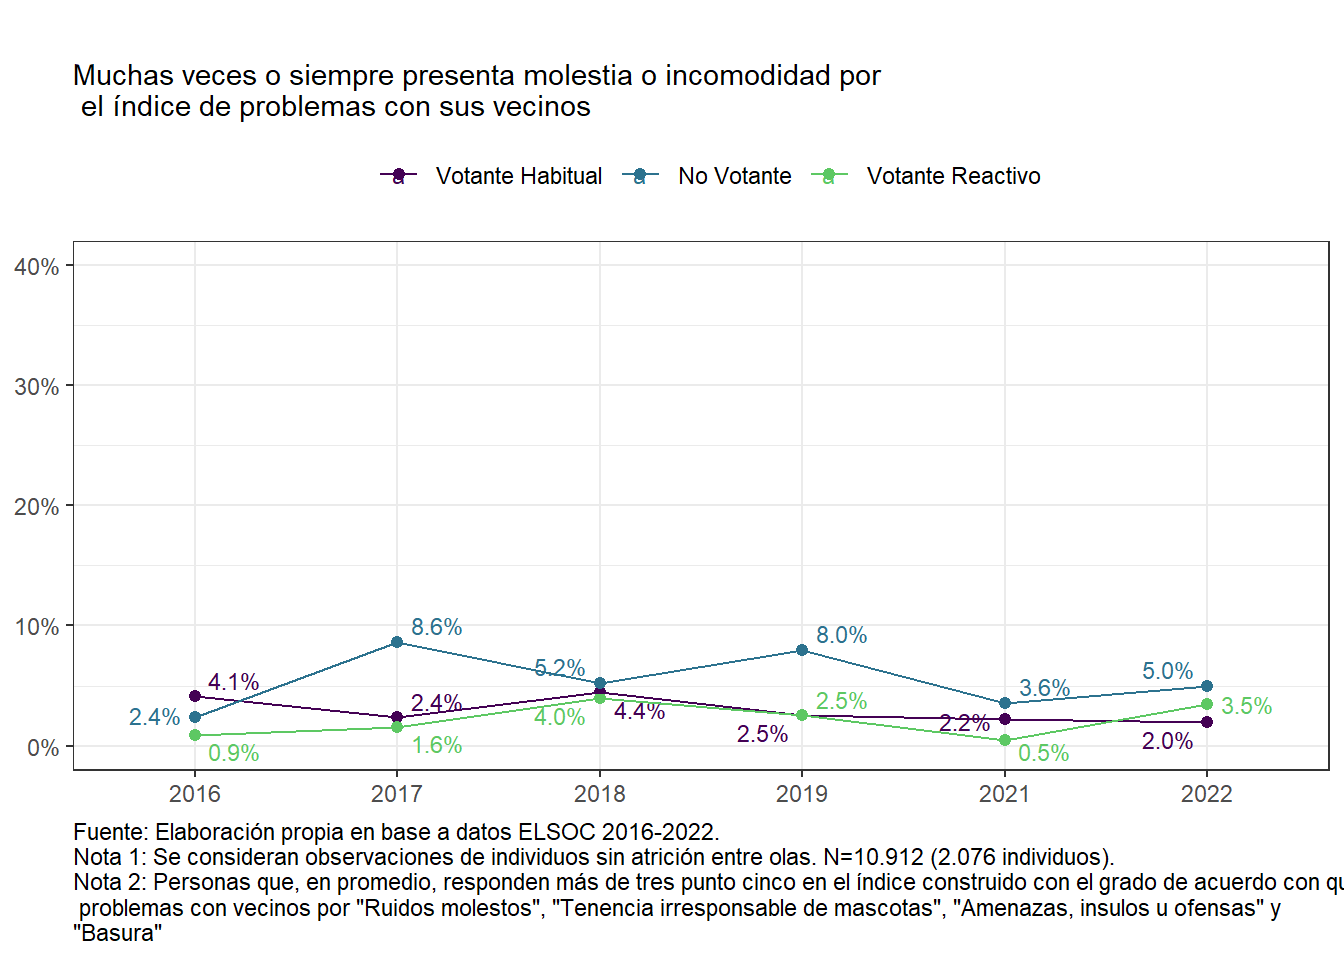 Muchas veces o siempre presenta molestia o incomodidad por
el índice de problemas con sus vecinos
a Votante Habitual a No Votante a Votante Reactivo
40%
30%
20%
10%
0%
4.1%
2.4%
0.9%
8.6%
2.4%
1.6%
5.2%
4.0%
4.4%
8.0%
2.5%
2.5%
3.6%
2.2%
0.5%
5.0%
3.5%
2.0%
2016 2017 2018 2019 2021 2022
Fuente: Elaboración propia en base a datos ELSOC 2016-2022.
Nota 1: Se consideran observaciones de individuos sin atrición entre olas. N=10.912 (2.076 individuos).
Nota 2: Personas que, en promedio, responden más de tres punto cinco en el índice construido con el grado de acuerdo con
problemas con vecinos por "Ruidos molestos", "Tenencia irresponsable de mascotas", "Amenazas, insulos u ofensas" y
"Basura"